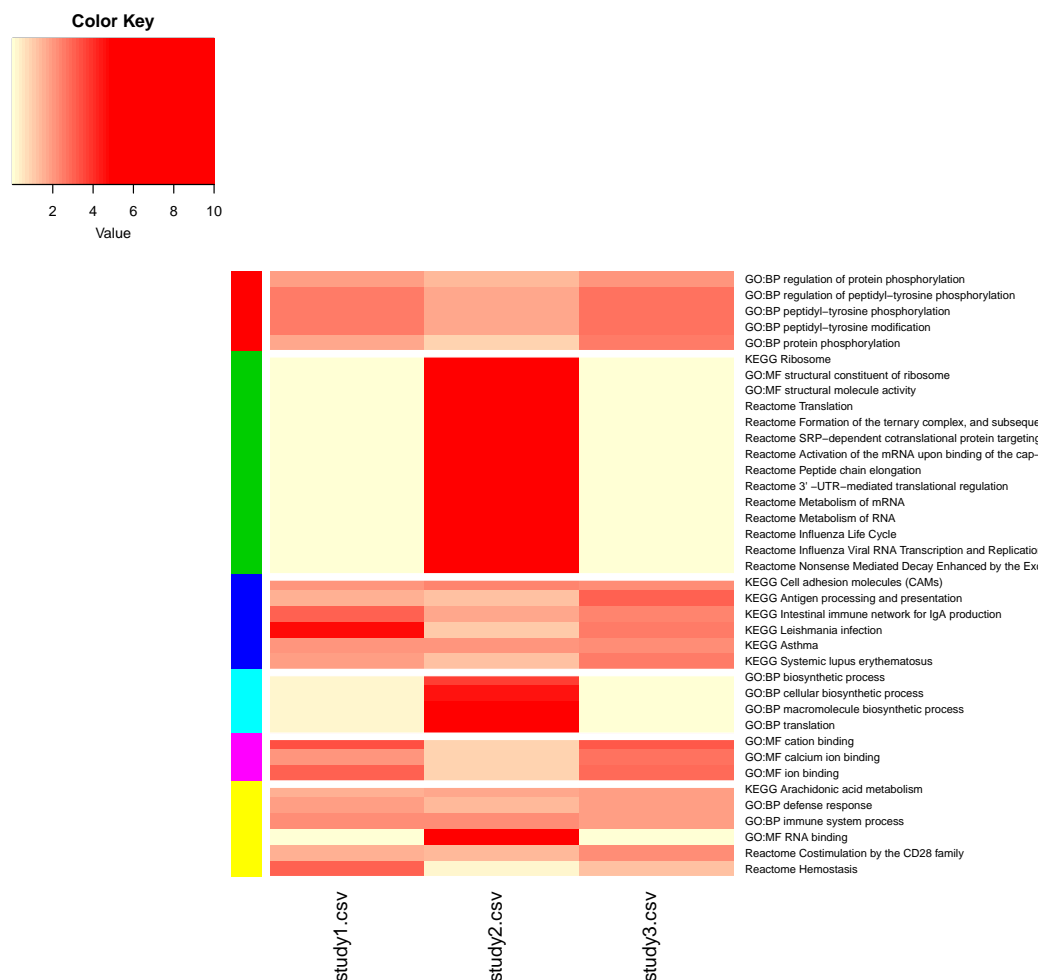 Color Key
2 4 6 8 10
Value
GO:BP regulation of protein phosphorylation
GO:BP regulation of peptidyl−tyrosine phosphorylation
GO:BP peptidyl−tyrosine phosphorylation
GO:BP peptidyl−tyrosine modification
GO:BP protein phosphorylation
KEGG Ribosome
GO:MF structural constituent of ribosome
GO:MF structural molecule activity
Reactome Translation
Reactome Formation of the ternary complex, and subseque
Reactome SRP−dependent cotranslational protein targeting
Reactome Activation of the mRNA upon binding of the cap−
Reactome Peptide chain elongation
Reactome 3' −UTR−mediated translational regulation
Reactome Metabolism of mRNA
Reactome Metabolism of RNA
Reactome Influenza Life Cycle
Reactome Influenza Viral RNA Transcription and Replicatio
Reactome Nonsense Mediated Decay Enhanced by the Exo
KEGG Cell adhesion molecules (CAMs)
KEGG Antigen processing and presentation
KEGG Intestinal immune network for IgA production
KEGG Leishmania infection
KEGG Asthma
KEGG Systemic lupus erythematosus
GO:BP biosynthetic process
GO:BP cellular biosynthetic process
GO:BP macromolecule biosynthetic process
GO:BP translation
GO:MF cation binding
GO:MF calcium ion binding
GO:MF ion binding
KEGG Arachidonic acid metabolism
GO:BP defense response
GO:BP immune system process
GO:MF RNA binding
Reactome Costimulation by the CD28 family
Reactome Hemostasis
study1.csv
study2.csv
study3.csv